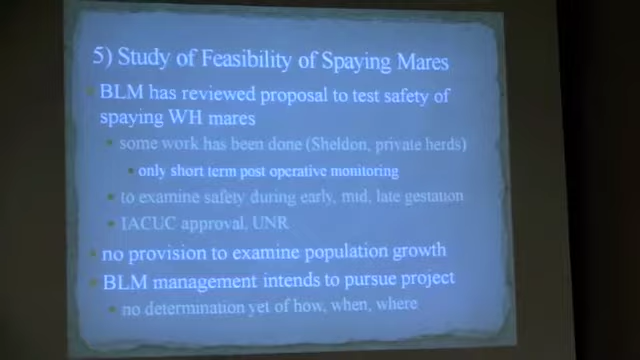 5) Study of Feasibility of Spaying Mares
BLM has reviewed proposal to test safety of
spaying WH mares
some work has been done (Sheldon, private herds)
only short term post operative monitoring
to examine safety during early, mid, late gestation
IACUC approval, UNR
no provision to examine population growth
BLM management intends to pursue project
no determination yet of how, when, where